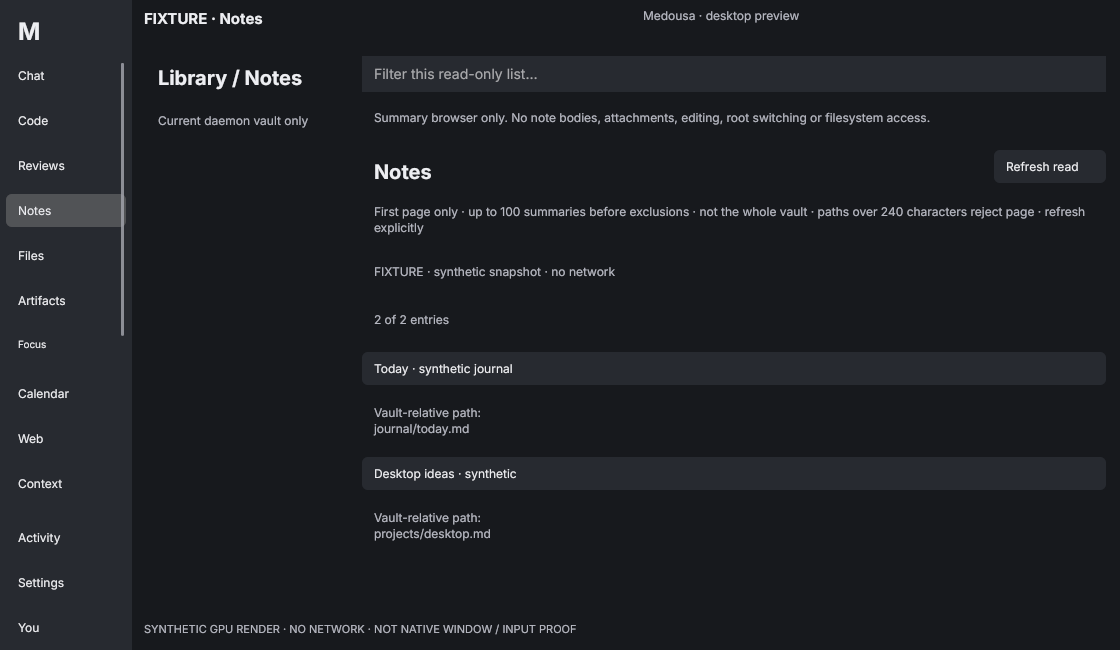 M
Chat
Code
Reviews
Notes
Files
Artifacts
Focus
Calendar
Web
Context
Activity
Settings
You
FIXTURE · Notes
Medousa · desktop preview
Library / Notes
Current daemon vault only
Filter this read-only list...
Summary browser only. No note bodies, attachments, editing, root switching or filesystem access.
Notes
Refresh read
First page only · up to 100 summaries before exclusions · not the whole vault · paths over 240 characters reject page · refresh
explicitly
FIXTURE · synthetic snapshot · no network
2 of 2 entries
Today · synthetic journal
Vault-relative path:
journal/today.md
Desktop ideas · synthetic
Vault-relative path:
projects/desktop.md
SYNTHETIC GPU RENDER · NO NETWORK · NOT NATIVE WINDOW / INPUT PROOF